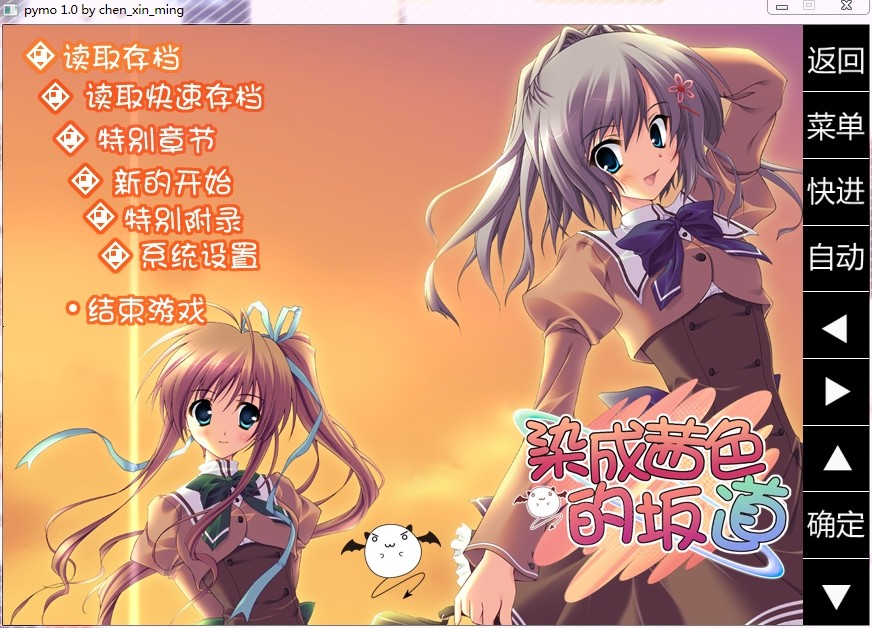 pymo 1.0 by chen_xin_ming
读取存档
读取快速存档
特别章节
新的开始
特别附录
系统设置
结束游戏
染成茜色
的坂道
返回
菜单
快进
自动
确定